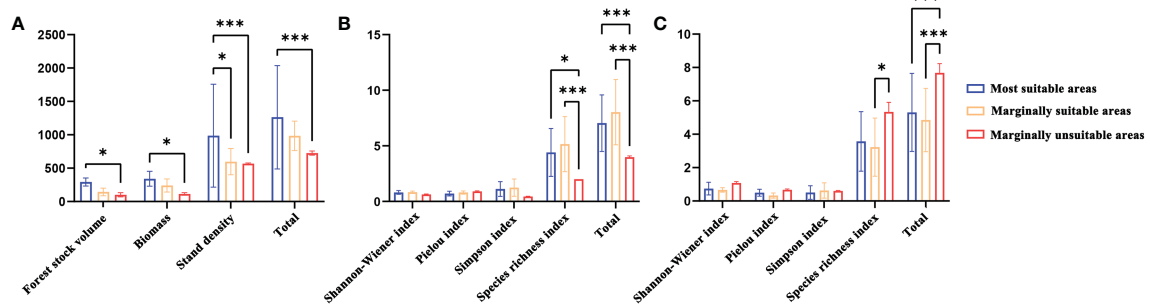 A
2500
2000
1500
1000
500
0
*
*
*
***
***
Forest stock volume
Biomass
Stand density
Total
B
15
10
5
0
*
***
***
***
Shannon-Wiener index
Pielou index
Simpson index
Species richness index
Total
C
10
8
6
4
2
0
*
***
Shannon-Wiener index
Pielou index
Simpson index
Species richness index
Total
Most suitable areas
Marginally suitable areas
Marginally unsuitable areas